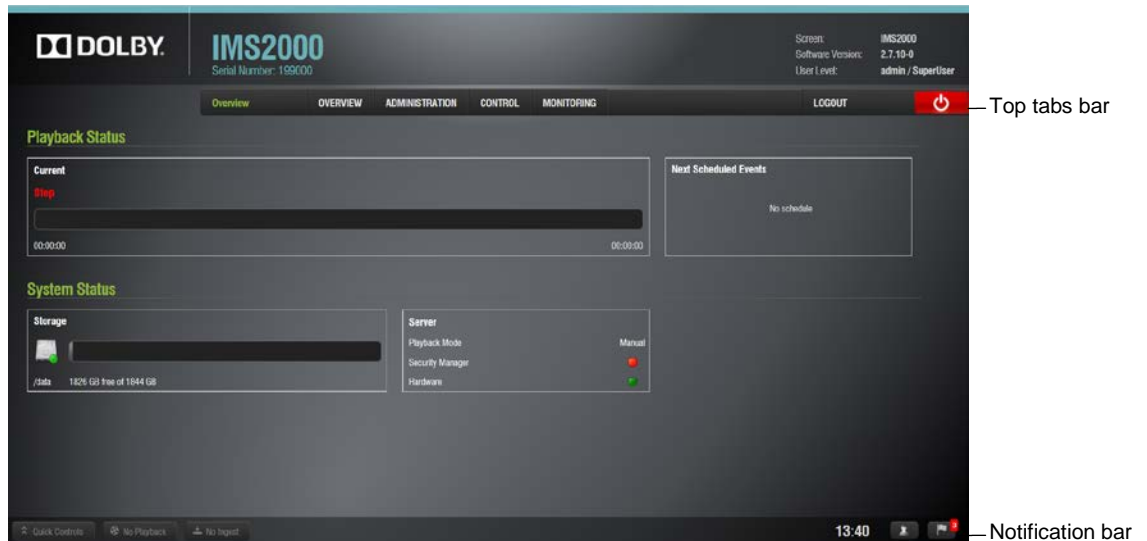 DOLBY.
IMS2000
Serial Number: 199000
Screen: IMS2000
Software Version: 2.7.10-0
User Level: admin / SuperUser
Overview OVERVIEW ADMINISTRATION CONTROL MONITORING LOGOUT
Top tabs bar
Playback Status
Current
Stop
00:00:00 00:00:00
Next Scheduled Events
No schedule
System Status
Storage
/data 1826 GB free of 1844 GB
Server
Playback Mode Manual
Security Manager
Hardware
Quick Controls No Playback No Ingest 13:40 3
Notification bar